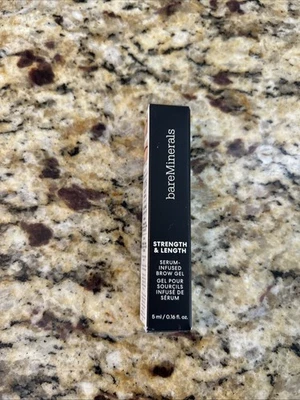 bareMinerals
STRENGTH
& LENGTH
SERUM-
INFUSED
BROW GEL
GEL POUR
SOURCILS
INFUSÉ DE
SÉRUM
5 ml / 0.16 fl. oz.